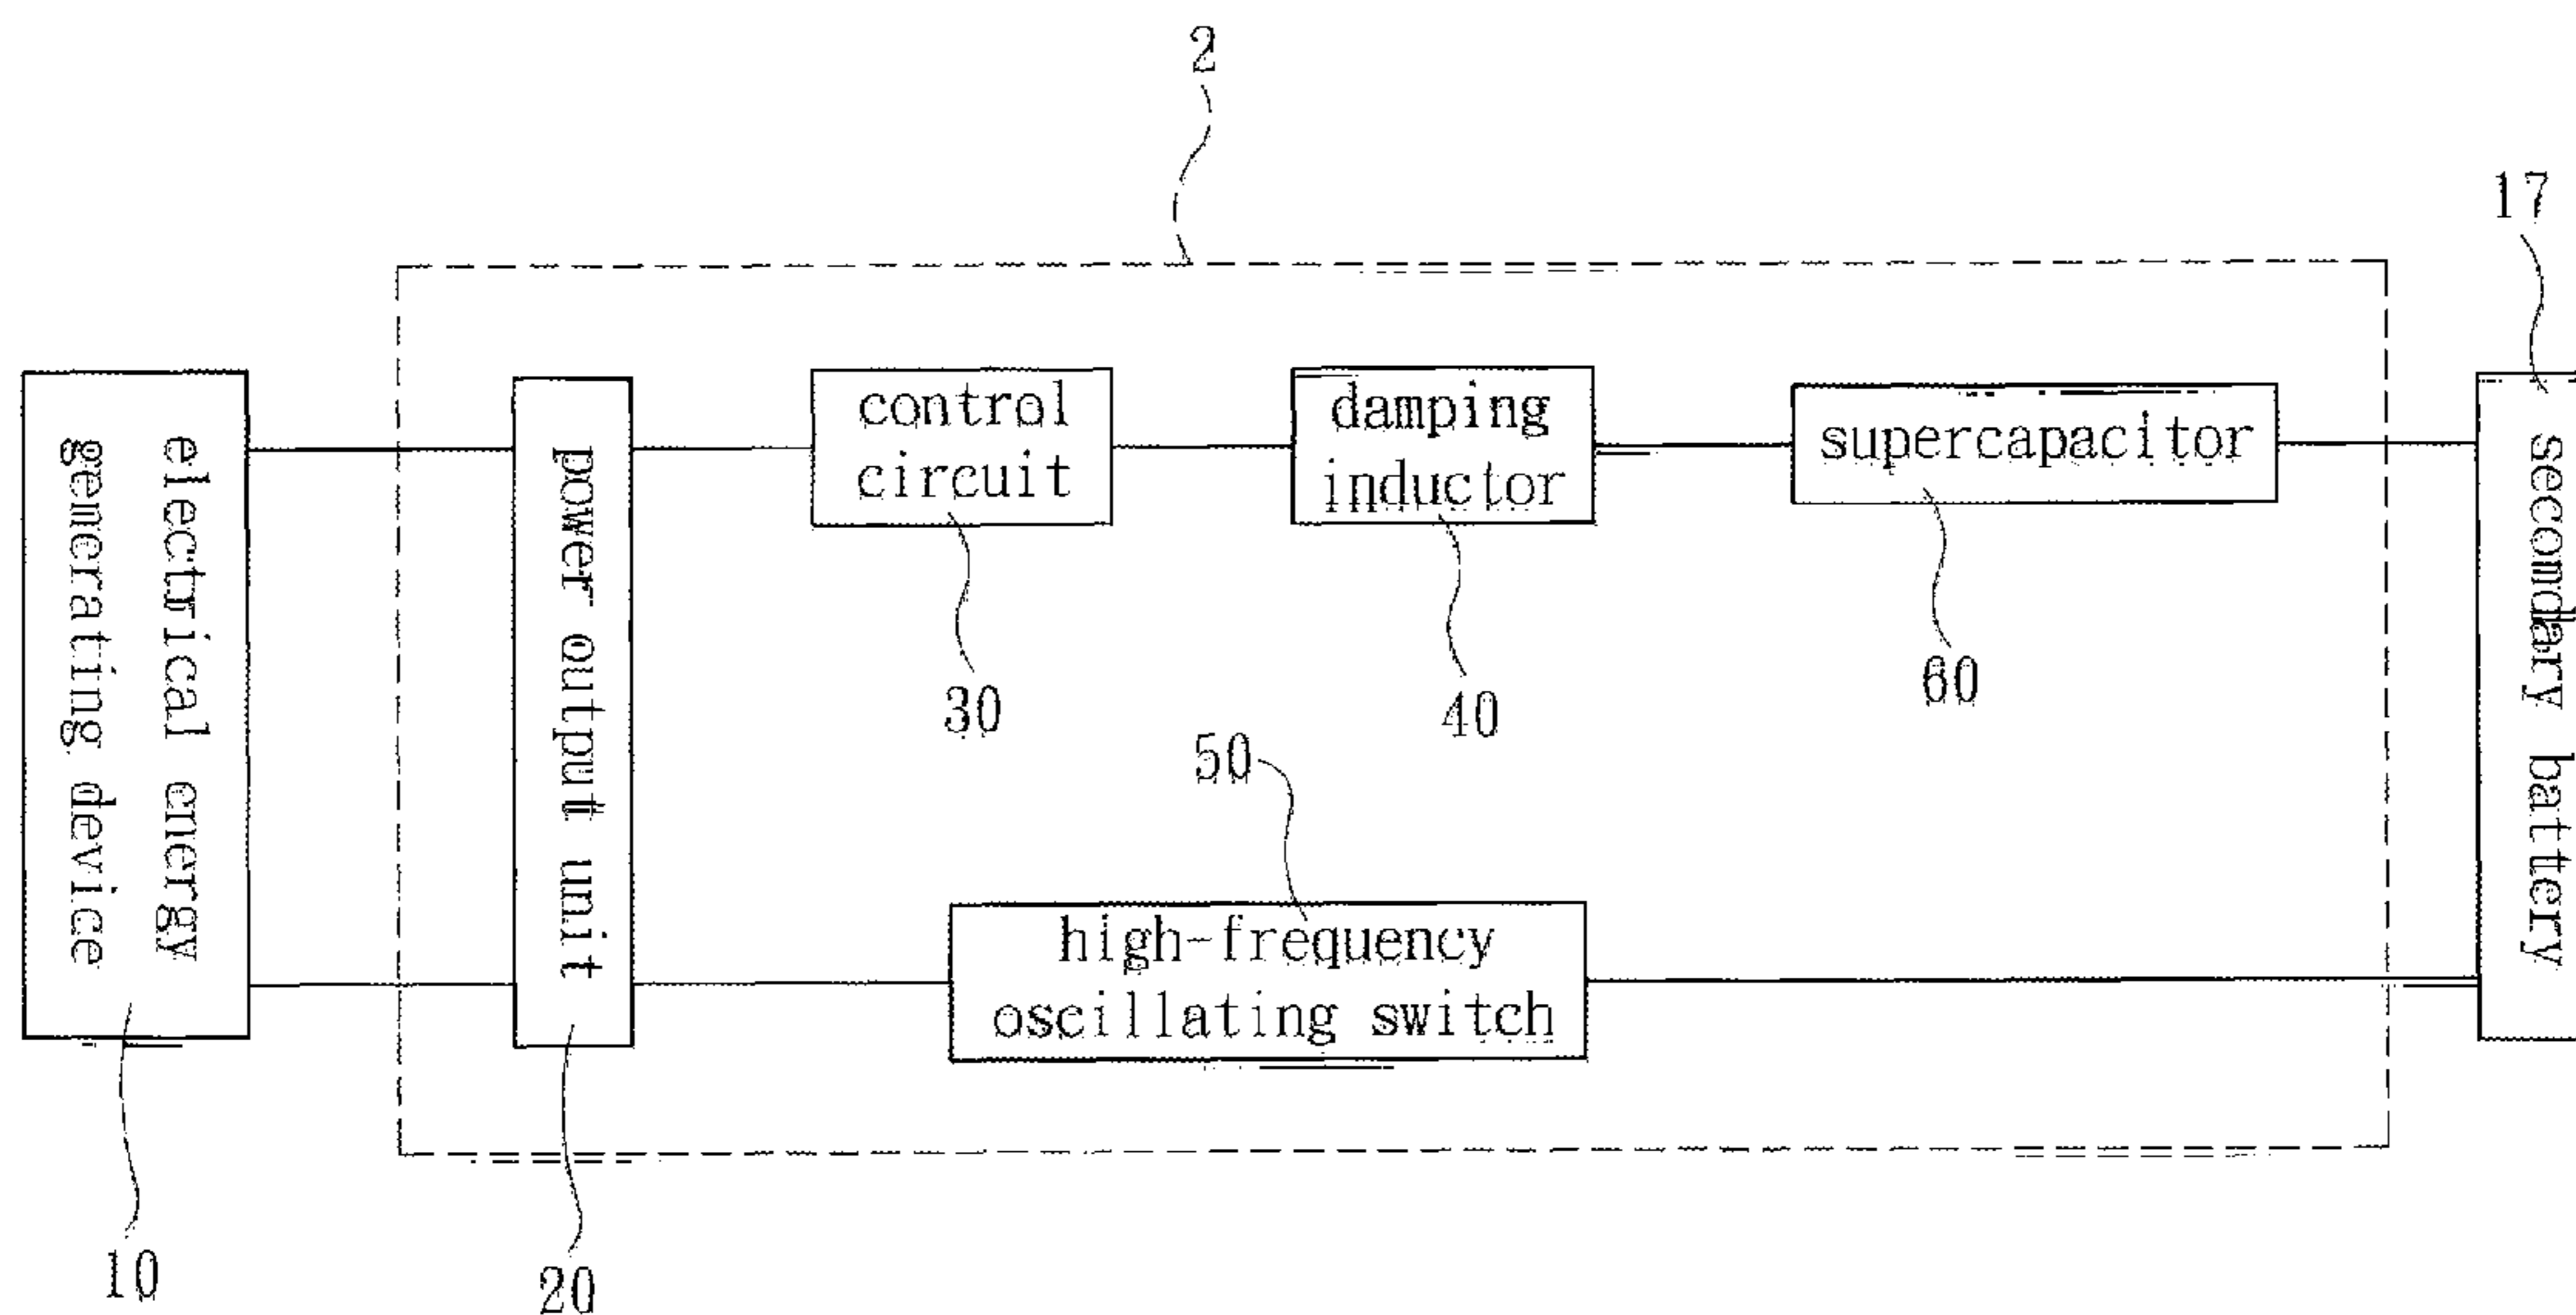 2
17
electrical energy
generating device
power output unit
control
circuit
damping
inductor
supercapacitor
secondary battery
30
40
60
50
high-frequency
oscillating switch
10
20